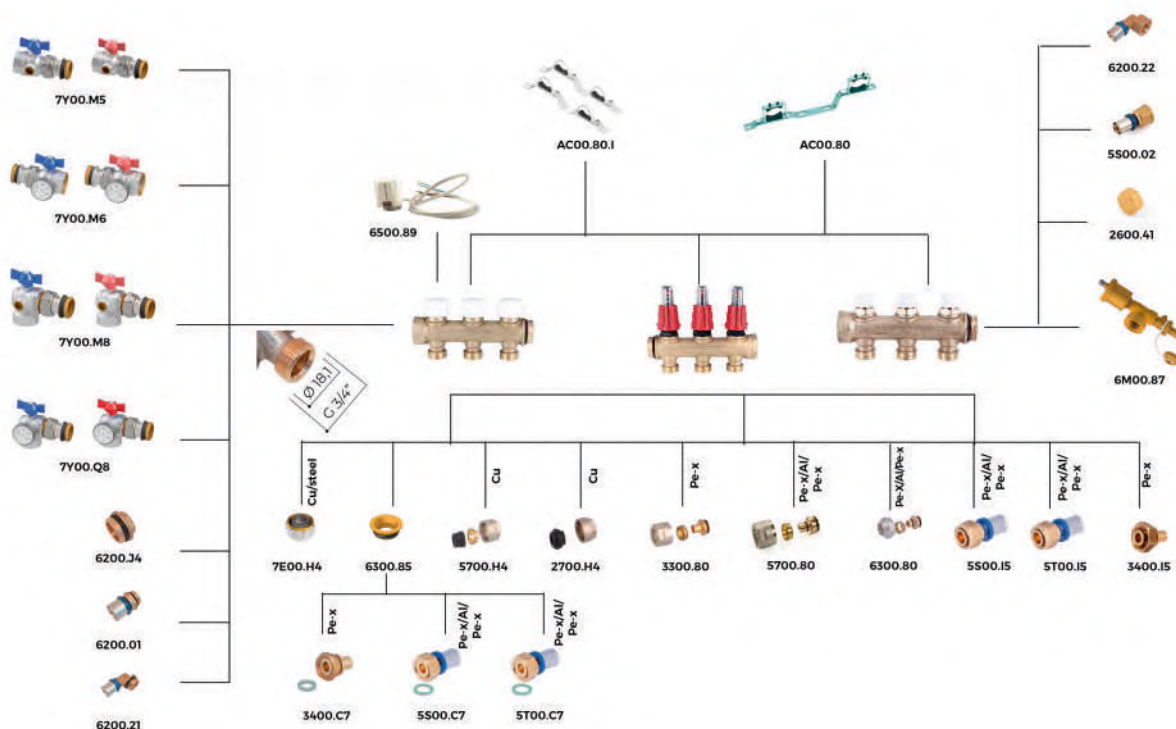 7Y00.M5
7Y00.M6
7Y00.M8
7Y00.Q8
6200.J4
6200.01
6200.21
AC00.80.I
AC00.80
6500.89
6200.22
5S00.02
2600.41
6M00.87
Ø 18,1
G 3/4"
Cu/steel
7E00.H4
6300.85
Cu
5700.H4
Cu
2700.H4
Pe-x
3300.80
Pe-x/Al/
Pe-x
5700.80
Pe-x/Al/Pe-x
6300.80
Pe-x/Al/
Pe-x
5S00.I5
Pe-x/Al/
Pe-x
5T00.I5
Pe-x
3400.I5
Pe-x
3400.C7
Pe-x/Al/
Pe-x
5S00.C7
Pe-x/Al/
Pe-x
5T00.C7